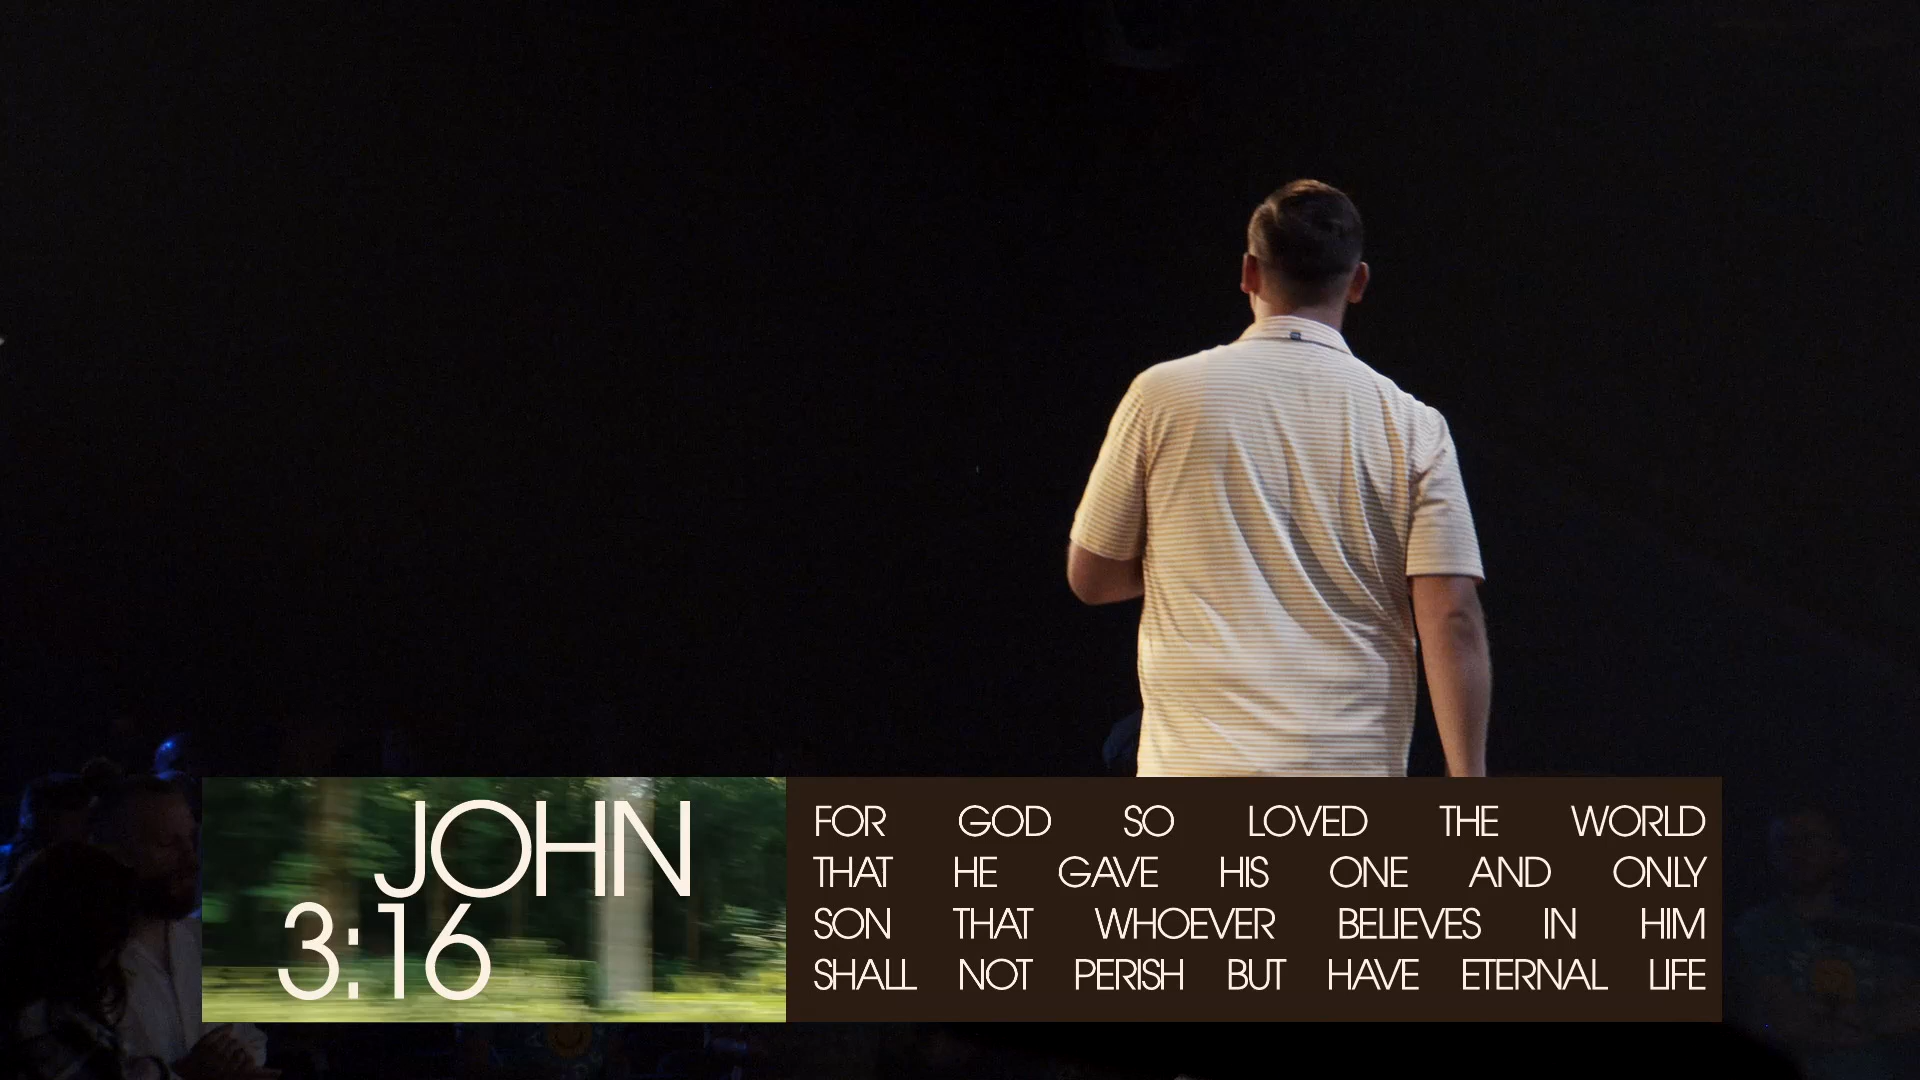 JOHN
3:16
FOR GOD SO LOVED THE WORLD
THAT HE GAVE HIS ONE AND ONLY
SON THAT WHOEVER BELIEVES IN HIM
SHALL NOT PERISH BUT HAVE ETERNAL LIFE